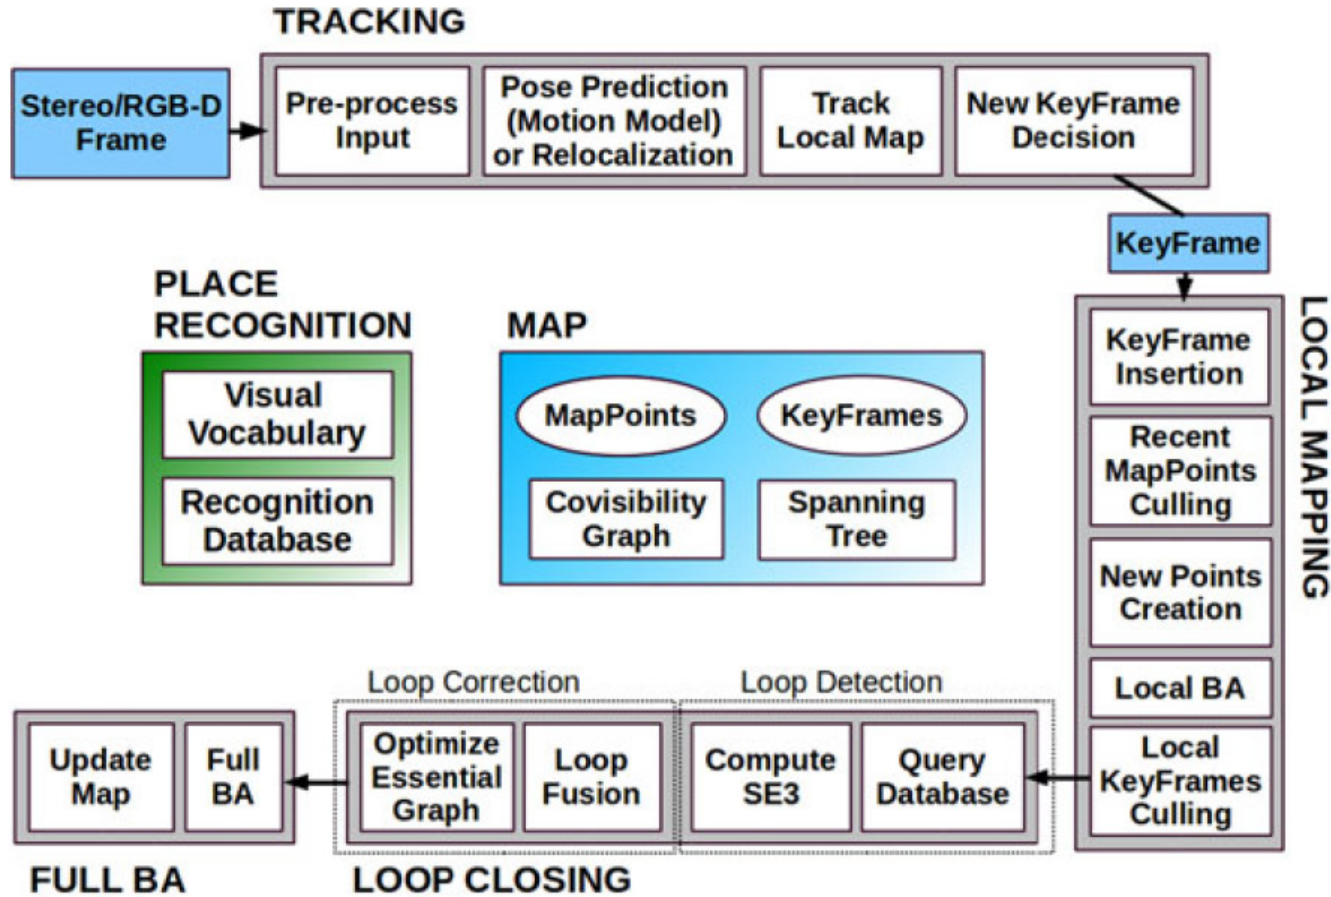 TRACKING
Stereo/RGB-D
Frame
Pre-process
Input
Pose Prediction
(Motion Model)
or Relocalization
Track
Local Map
New KeyFrame
Decision
KeyFrame
PLACE
RECOGNITION
Visual
Vocabulary
Recognition
Database
MAP
MapPoints
KeyFrames
Covisibility
Graph
Spanning
Tree
LOCAL MAPPING
KeyFrame
Insertion
Recent
MapPoints
Culling
New Points
Creation
Local BA
Local
KeyFrames
Culling
Loop Correction
Loop Detection
Update
Map
Full
BA
Optimize
Essential
Graph
Loop
Fusion
Compute
SE3
Query
Database
FULL BA
LOOP CLOSING